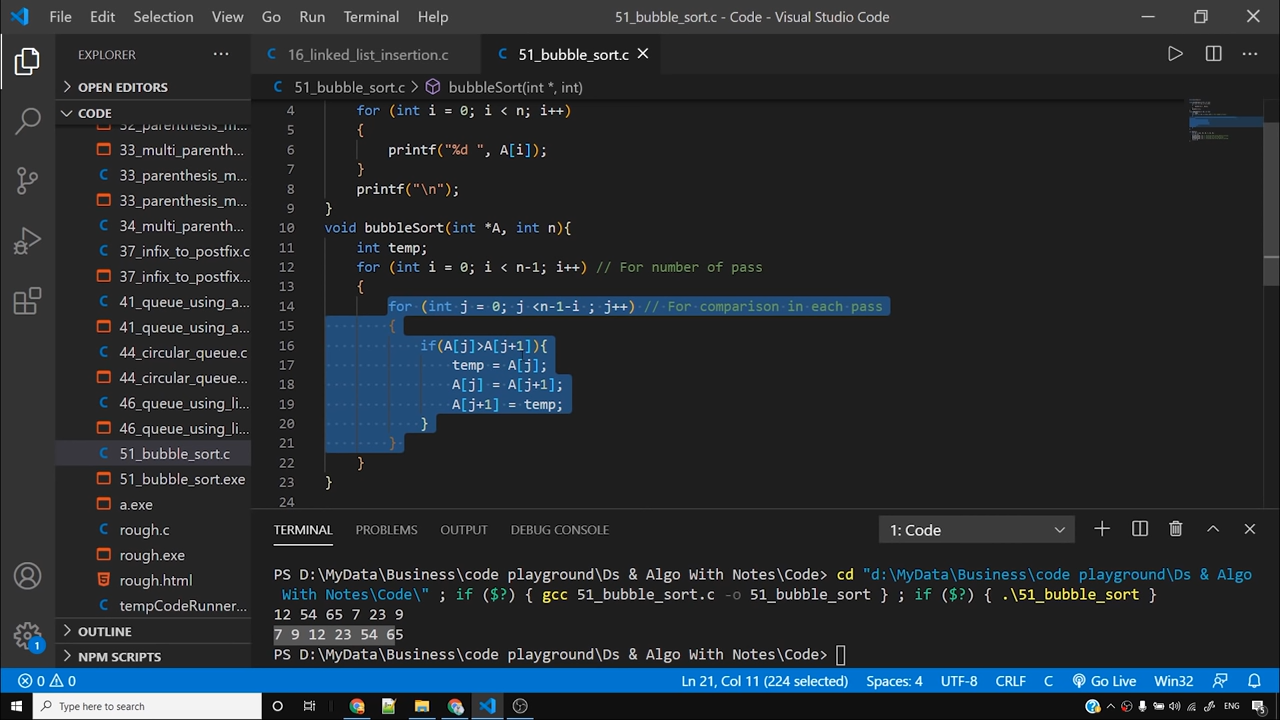 File Edit Selection View Go Run Terminal Help 51_bubble_sort.c - Code - Visual Studio Code
EXPLORER
16_linked_list_insertion.c
51_bubble_sort.c
OPEN EDITORS
51_bubble_sort.c > bubbleSort(int *, int)
CODE
32_parenthesis_m...
33_multi_parenth...
33_parenthesis_m...
33_parenthesis_m...
34_multi_parenth...
37_infix_to_postfix.c
37_infix_to_postfix...
41_queue_using_a...
41_queue_using_a...
44_circular_queue.c
44_circular_queue...
46_queue_using_li...
46_queue_using_li...
51_bubble_sort.c
51_bubble_sort.exe
a.exe
rough.c
rough.exe
rough.html
tempCodeRunner...
OUTLINE
NPM SCRIPTS
4 for (int i = 0; i < n; i++)
5 {
6 printf("%d ", A[i]);
7 }
8 printf("\n");
9 }
10 void bubbleSort(int *A, int n){
11 int temp;
12 for (int i = 0; i < n-1; i++) // For number of pass
13 {
14 for (int j = 0; j <n-1-i ; j++) // For comparison in each pass
15 {
16 if(A[j]>A[j+1]){
17 temp = A[j];
18 A[j] = A[j+1];
19 A[j+1] = temp;
20 }
21 }
22 }
23 }
24
TERMINAL PROBLEMS OUTPUT DEBUG CONSOLE 1: Code
PS D:\MyData\Business\code playground\Ds & Algo With Notes\Code> cd "d:\MyData\Business\code playground\Ds & Algo
With Notes\Code\" ; if ($?) { gcc 51_bubble_sort.c -o 51_bubble_sort } ; if ($?) { .\51_bubble_sort }
12 54 65 7 23 9
7 9 12 23 54 65
PS D:\MyData\Business\code playground\Ds & Algo With Notes\Code>
1
0 0 Ln 21, Col 11 (224 selected) Spaces: 4 UTF-8 CRLF C Go Live Win32
Type here to search
ENG
5